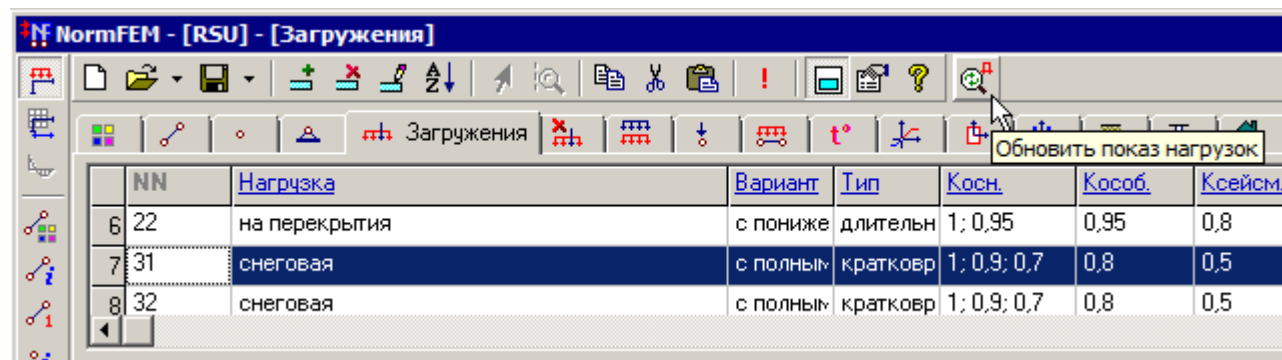 NormFEM - [RSU] - [Загружения]
Загружения
t°
Обновить показ нагрузок
NN Нагрузка Вариант Тип Косн. Кособ. Ксейсм.
6 22 на перекрытия с пониже длительн 1; 0,95 0,95 0,8
7 31 снеговая с полным кратковр 1; 0,9; 0,7 0,8 0,5
8 32 снеговая с полным кратковр 1; 0,9; 0,7 0,8 0,5